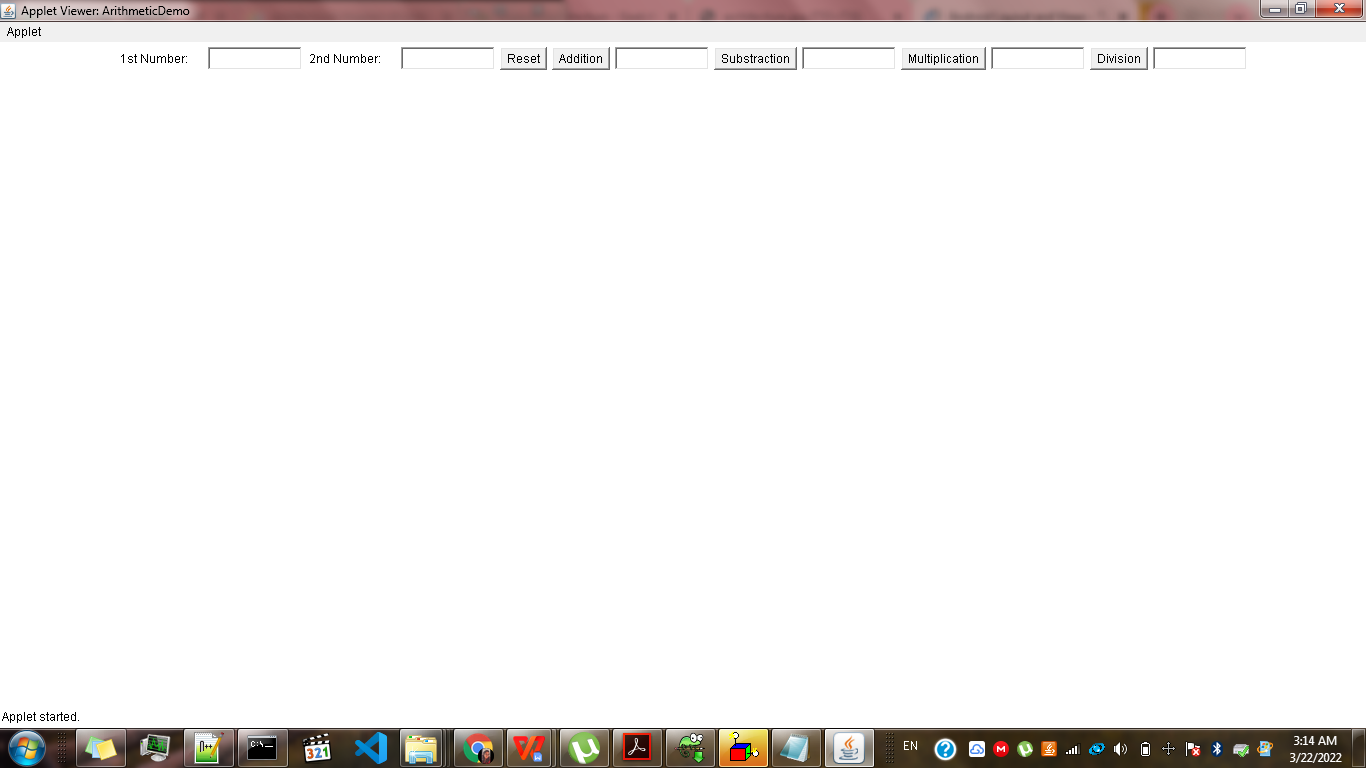 Applet Viewer: ArithmeticDemo
Applet
1st Number: 2nd Number: Reset Addition Substraction Multiplication Division
Applet started.
EN
3:14 AM
3/22/2022
C:\
321